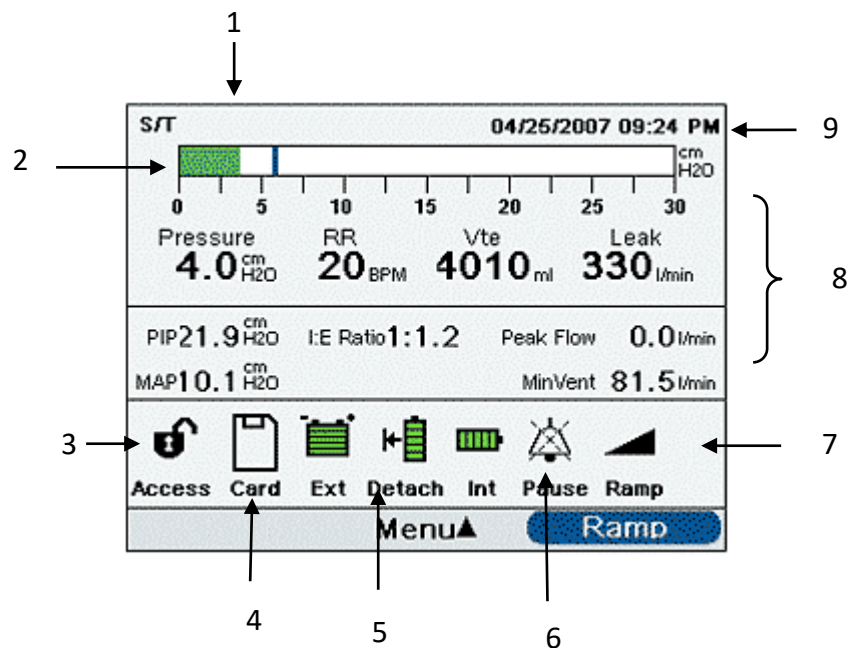 1
S/T 04/25/2007 09:24 PM 9
2 cm H2O
0 5 10 15 20 25 30
Pressure RR Vte Leak
4.0 cm H2O 20 BPM 4010 ml 330 l/min
8
PIP 21.9 cm H2O I:E Ratio 1:1.2 Peak Flow 0.0 l/min
MAP 10.1 cm H2O MinVent 81.5 l/min
3 7
Access Card Ext Detach Int Pause Ramp
Menu▲ Ramp
4 5 6